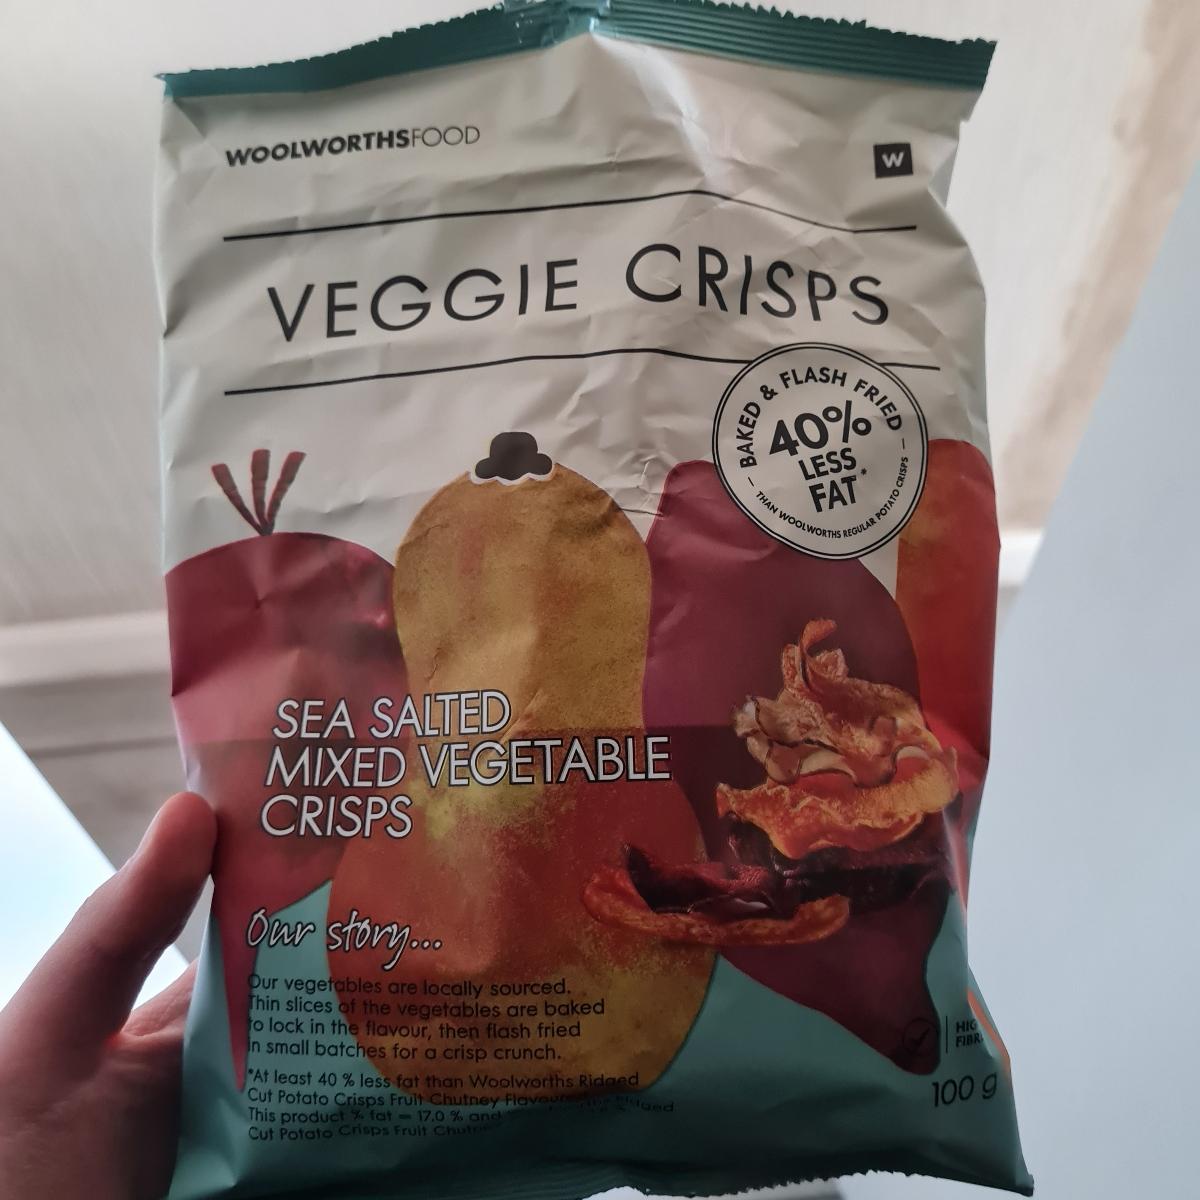 WOOLWORTHSFOOD
W
VEGGIE CRISPS
BAKED & FLASH FRIED
40%
LESS
FAT*
THAN WOOLWORTHS REGULAR POTATO CRISPS
SEA SALTED
MIXED VEGETABLE
CRISPS
Our story...
Our vegetables are locally sourced.
Thin slices of the vegetables are baked
to lock in the flavour, then flash fried
in small batches for a crisp crunch.
*At least 40 % less fat than Woolworths Ridged
Cut Potato Crisps Fruit Chutney
This product % fat = 17.0 % and
Cut Potato Crisps Fruit
100 g